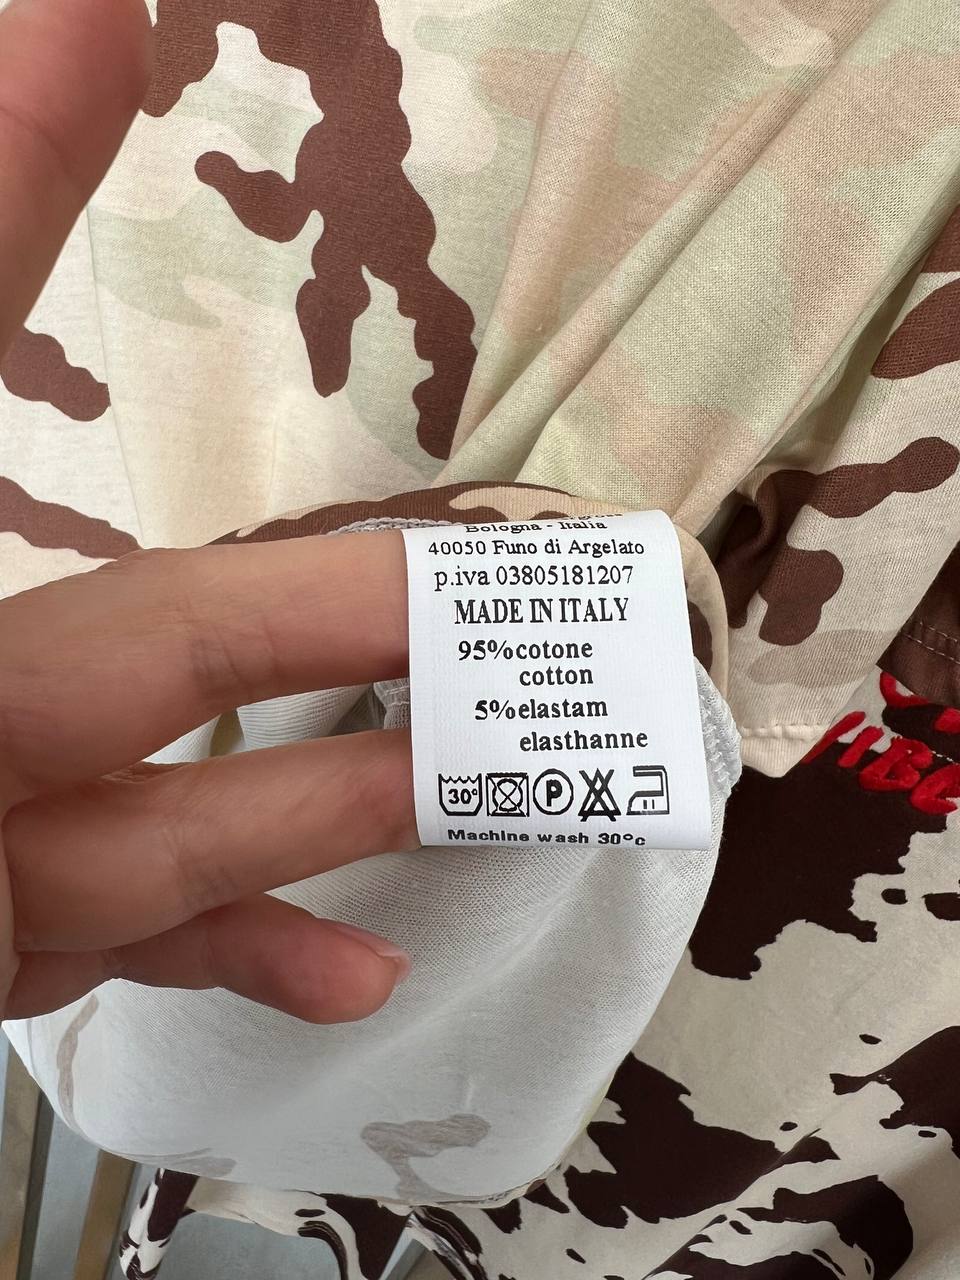 Bologna - Italia
40050 Funo di Argelato
p.iva 03805181207
MADE IN ITALY
95% cotone
cotton
5% elastam
elasthanne
30°
P
Machine wash 30°c